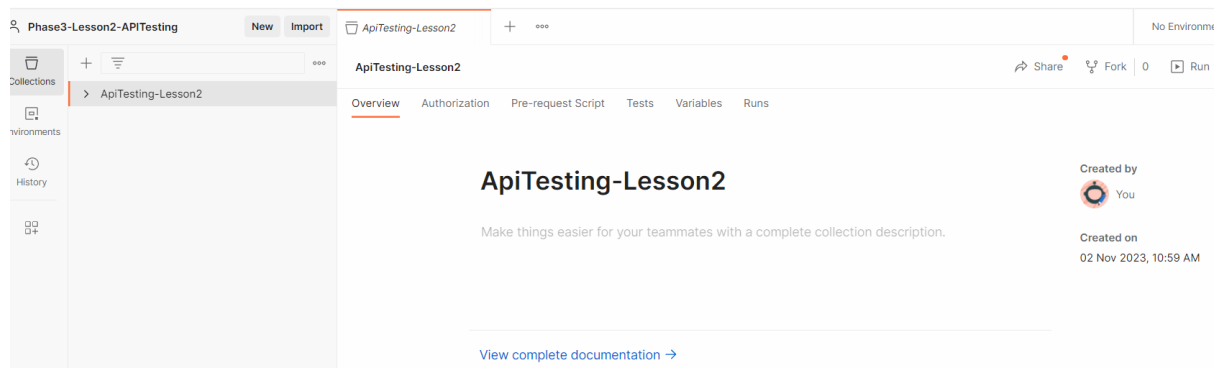 Phase3-Lesson2-APITesting
New
Import
ApiTesting-Lesson2
No Environme
Collections
ApiTesting-Lesson2
nvironments
History
ApiTesting-Lesson2
Share
Fork
0
Run
Overview
Authorization
Pre-request Script
Tests
Variables
Runs
ApiTesting-Lesson2
Make things easier for your teammates with a complete collection description.
View complete documentation →
Created by
You
Created on
02 Nov 2023, 10:59 AM